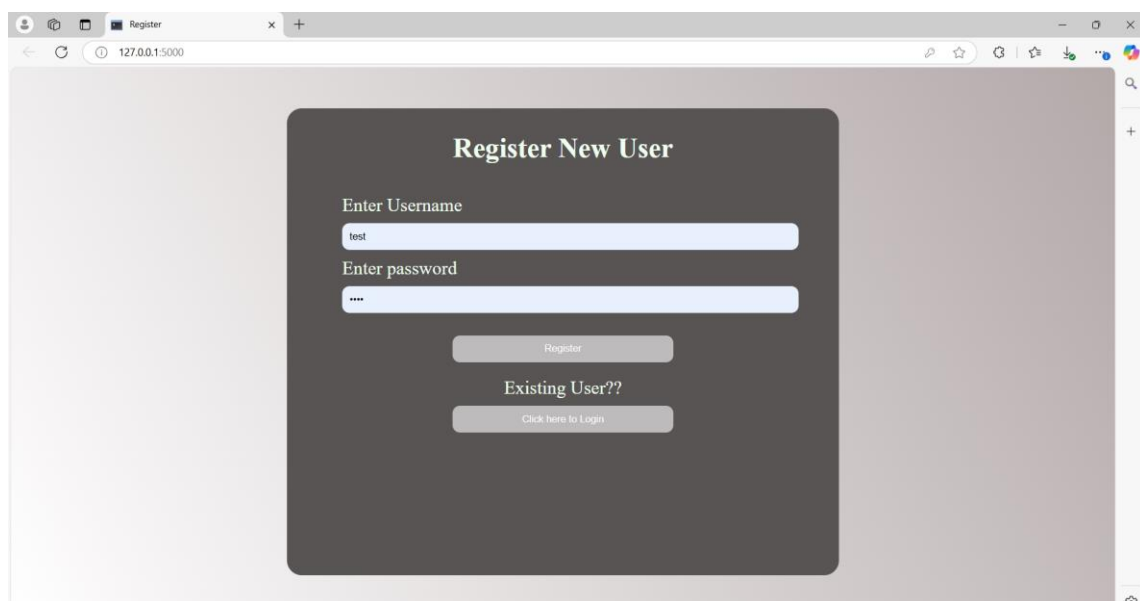 Register
127.0.0.1:5000
Register New User
Enter Username
test
Enter password
••••
Register
Existing User??
Click here to Login